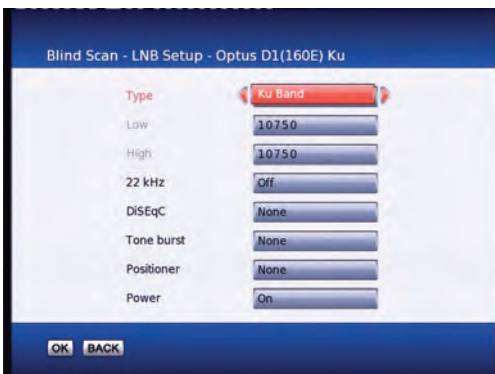 Blind Scan - LNB Setup - Optus D1(160E) Ku
Type Ku Band
Low 10750
High 10750
22 kHz Off
DiSEqC None
Tone burst None
Positioner None
Power On
OK BACK